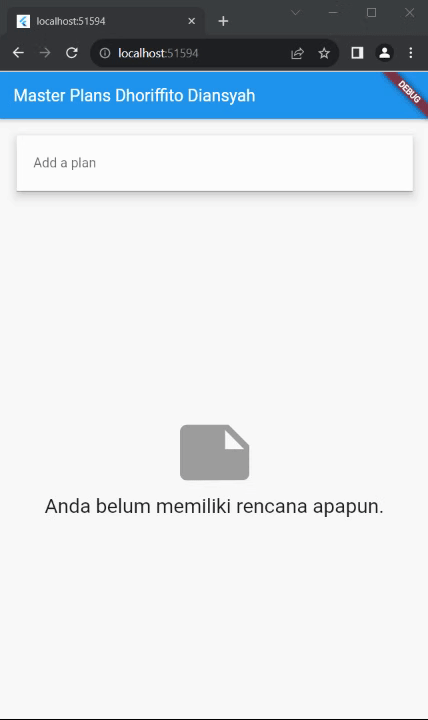 localhost:51594
localhost:51594
Master Plans Dhoriffito Diansyah
DEBUG
Add a plan
Anda belum memiliki rencana apapun.